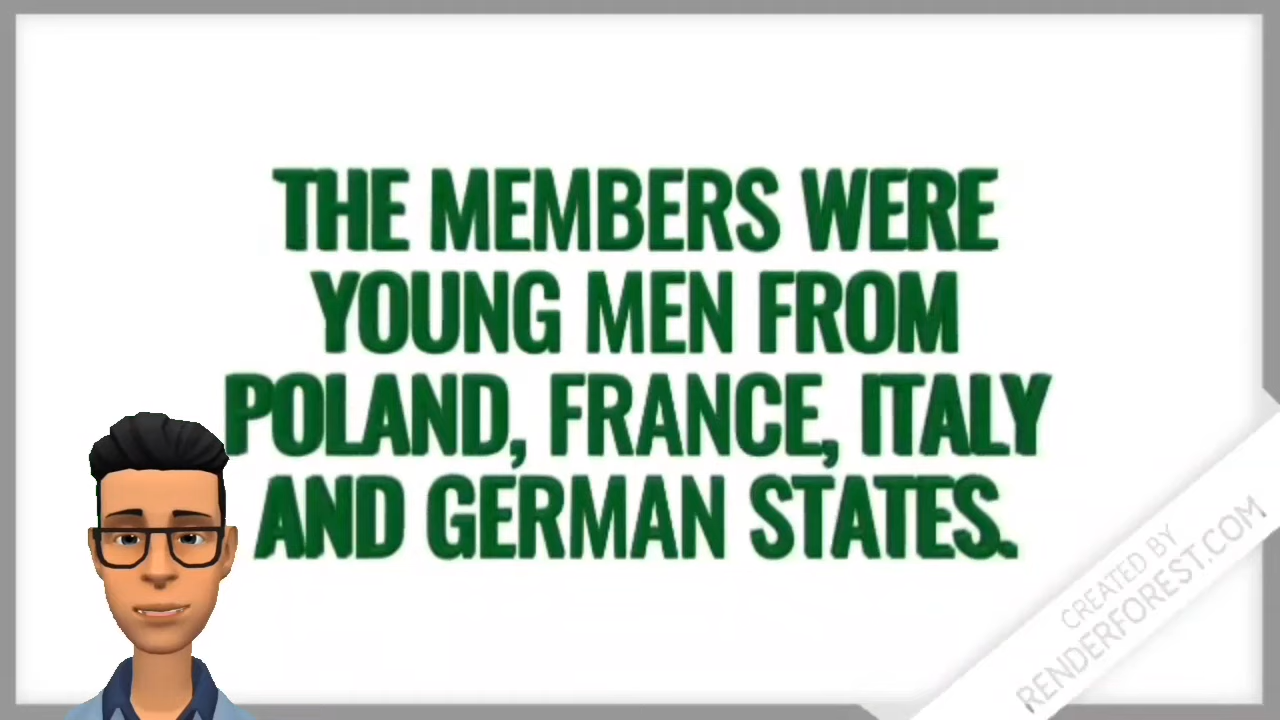 THE MEMBERS WERE
YOUNG MEN FROM
POLAND, FRANCE, ITALY
AND GERMAN STATES.
CREATED BY
RENDERFOREST.COM